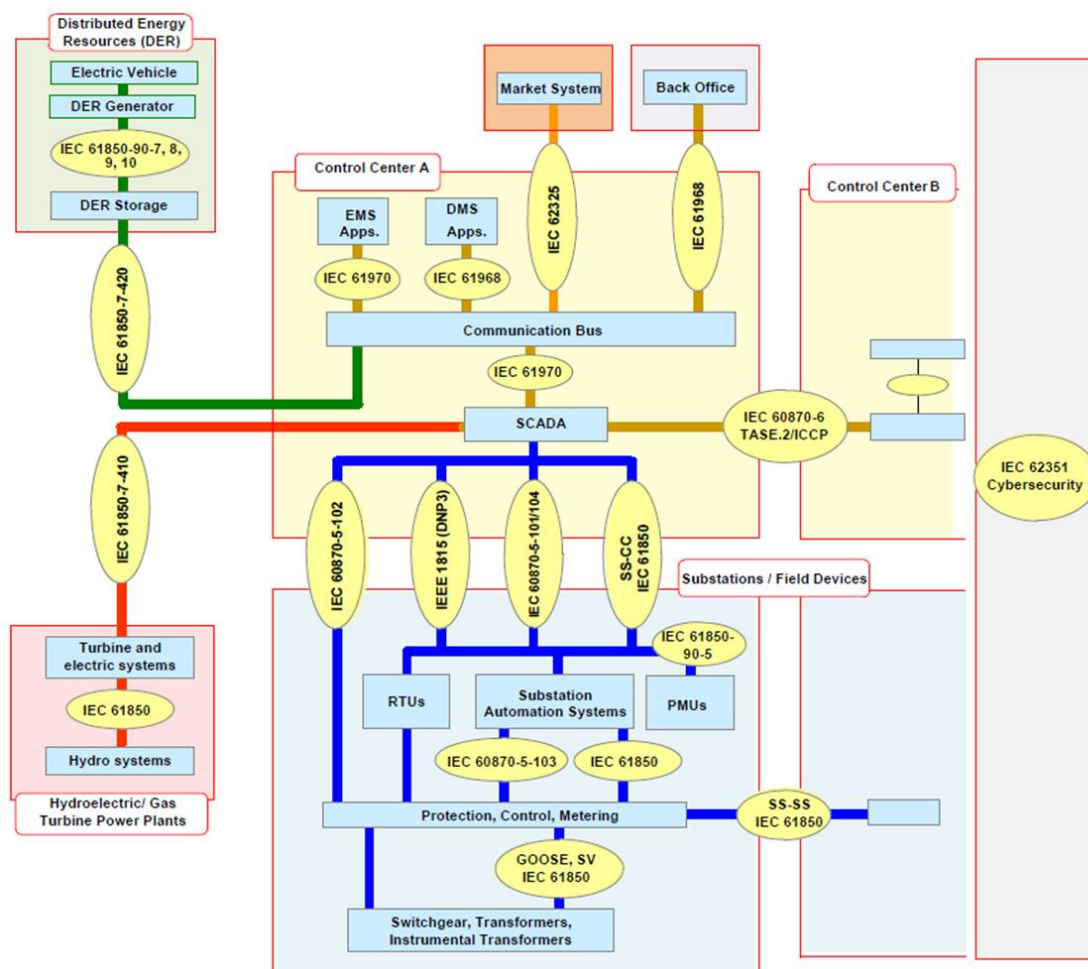 Distributed Energy
Resources (DER)
Electric Vehicle
DER Generator
IEC 61850-90-7, 8,
9, 10
DER Storage
IEC 61850-7-420
Market System
Back Office
IEC 62325
IEC 61968
Control Center A
EMS
Apps.
DMS
Apps.
IEC 61970
IEC 61968
Communication Bus
IEC 61970
SCADA
Control Center B
IEC 60870-6
TASE.2/ICCP
IEC 62351
Cybersecurity
IEC 61850-7-410
Turbine and
electric systems
IEC 61850
Hydro systems
Hydroelectric/ Gas
Turbine Power Plants
IEC 60870-5-102
IEEE 1815 (DNP3)
IEC 60870-5-101/104
SS-CC
IEC 61850
Substations / Field Devices
IEC 61850-
90-5
RTUs
Substation
Automation Systems
PMUs
IEC 60870-5-103
IEC 61850
Protection, Control, Metering
SS-SS
IEC 61850
GOOSE, SV
IEC 61850
Switchgear, Transformers,
Instrumental Transformers